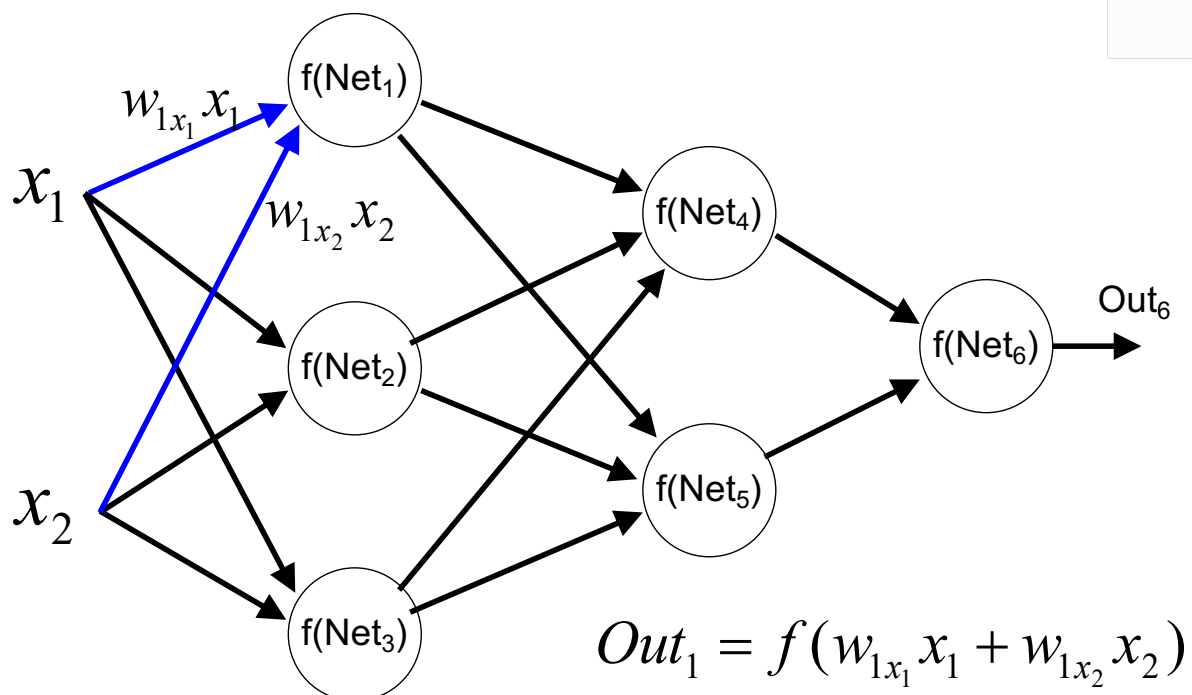 f(Net₁)
w₁ₓ₁ x₁
x₁
w₁ₓ₂ x₂
f(Net₄)
Out₆
f(Net₂)
f(Net₆)
x₂
f(Net₅)
f(Net₃)
Out₁ = f(w₁ₓ₁ x₁ + w₁ₓ₂ x₂)